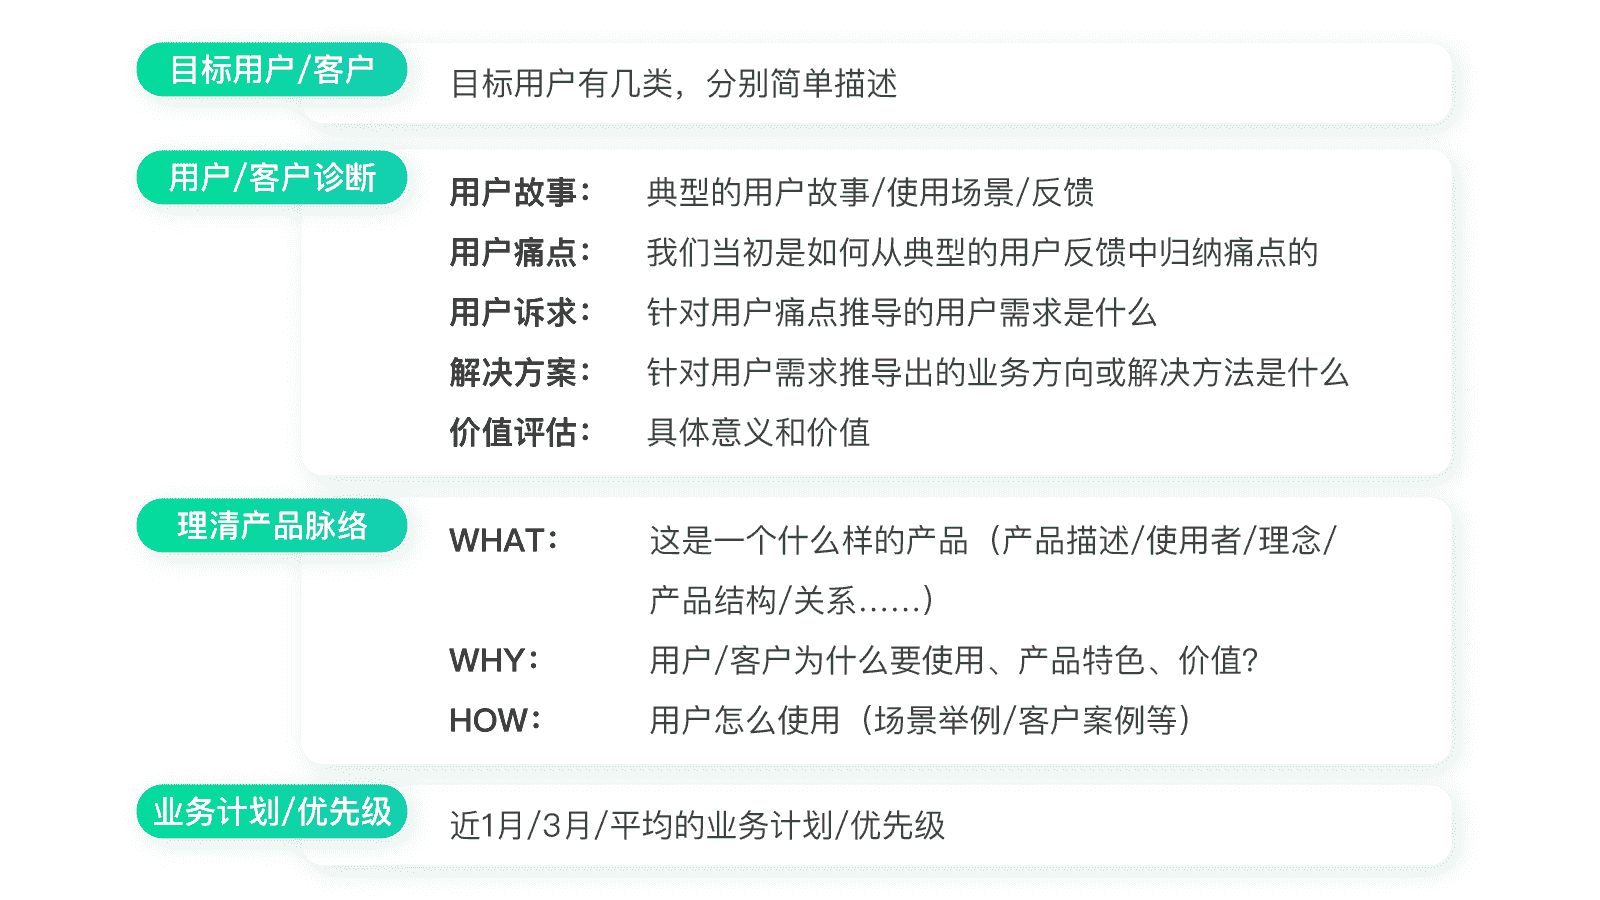 目标用户/客户
目标用户有几类，分别简单描述
用户/客户诊断
用户故事： 典型的用户故事/使用场景/反馈
用户痛点： 我们当初是如何从典型的用户反馈中归纳痛点的
用户诉求： 针对用户痛点推导的用户需求是什么
解决方案： 针对用户需求推导出的业务方向或解决方法是什么
价值评估： 具体意义和价值
理清产品脉络
WHAT： 这是一个什么样的产品（产品描述/使用者/理念/
产品结构/关系……）
WHY： 用户/客户为什么要使用、产品特色、价值？
HOW： 用户怎么使用（场景举例/客户案例等）
业务计划/优先级
近1月/3月/平均的业务计划/优先级